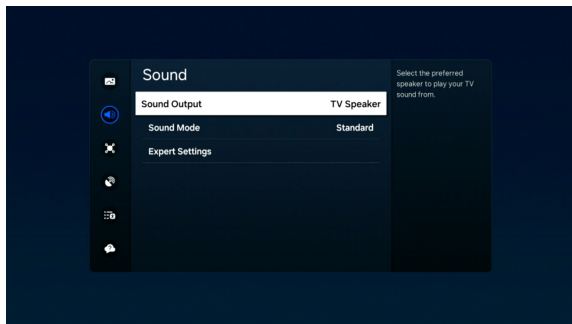 Sound
Sound Output TV Speaker
Sound Mode Standard
Expert Settings
Select the preferred
speaker to play your TV
sound from.